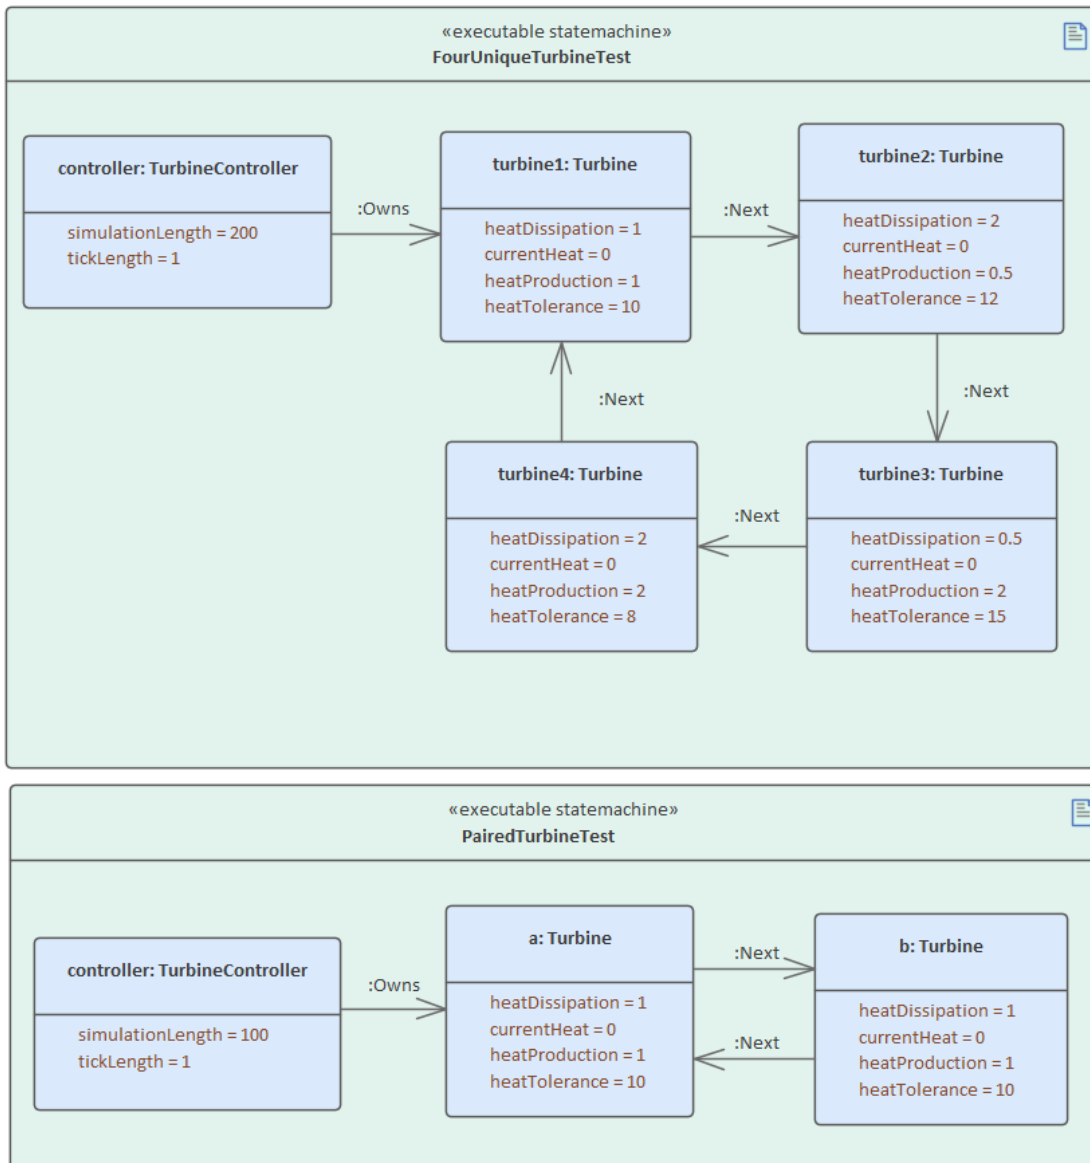 «executable statemachine»
FourUniqueTurbineTest
controller: TurbineController
simulationLength = 200
tickLength = 1
:Owns
turbine1: Turbine
heatDissipation = 1
currentHeat = 0
heatProduction = 1
heatTolerance = 10
:Next
turbine2: Turbine
heatDissipation = 2
currentHeat = 0
heatProduction = 0.5
heatTolerance = 12
:Next
:Next
turbine4: Turbine
heatDissipation = 2
currentHeat = 0
heatProduction = 2
heatTolerance = 8
:Next
turbine3: Turbine
heatDissipation = 0.5
currentHeat = 0
heatProduction = 2
heatTolerance = 15
«executable statemachine»
PairedTurbineTest
controller: TurbineController
simulationLength = 100
tickLength = 1
:Owns
a: Turbine
heatDissipation = 1
currentHeat = 0
heatProduction = 1
heatTolerance = 10
:Next
:Next
b: Turbine
heatDissipation = 1
currentHeat = 0
heatProduction = 1
heatTolerance = 10